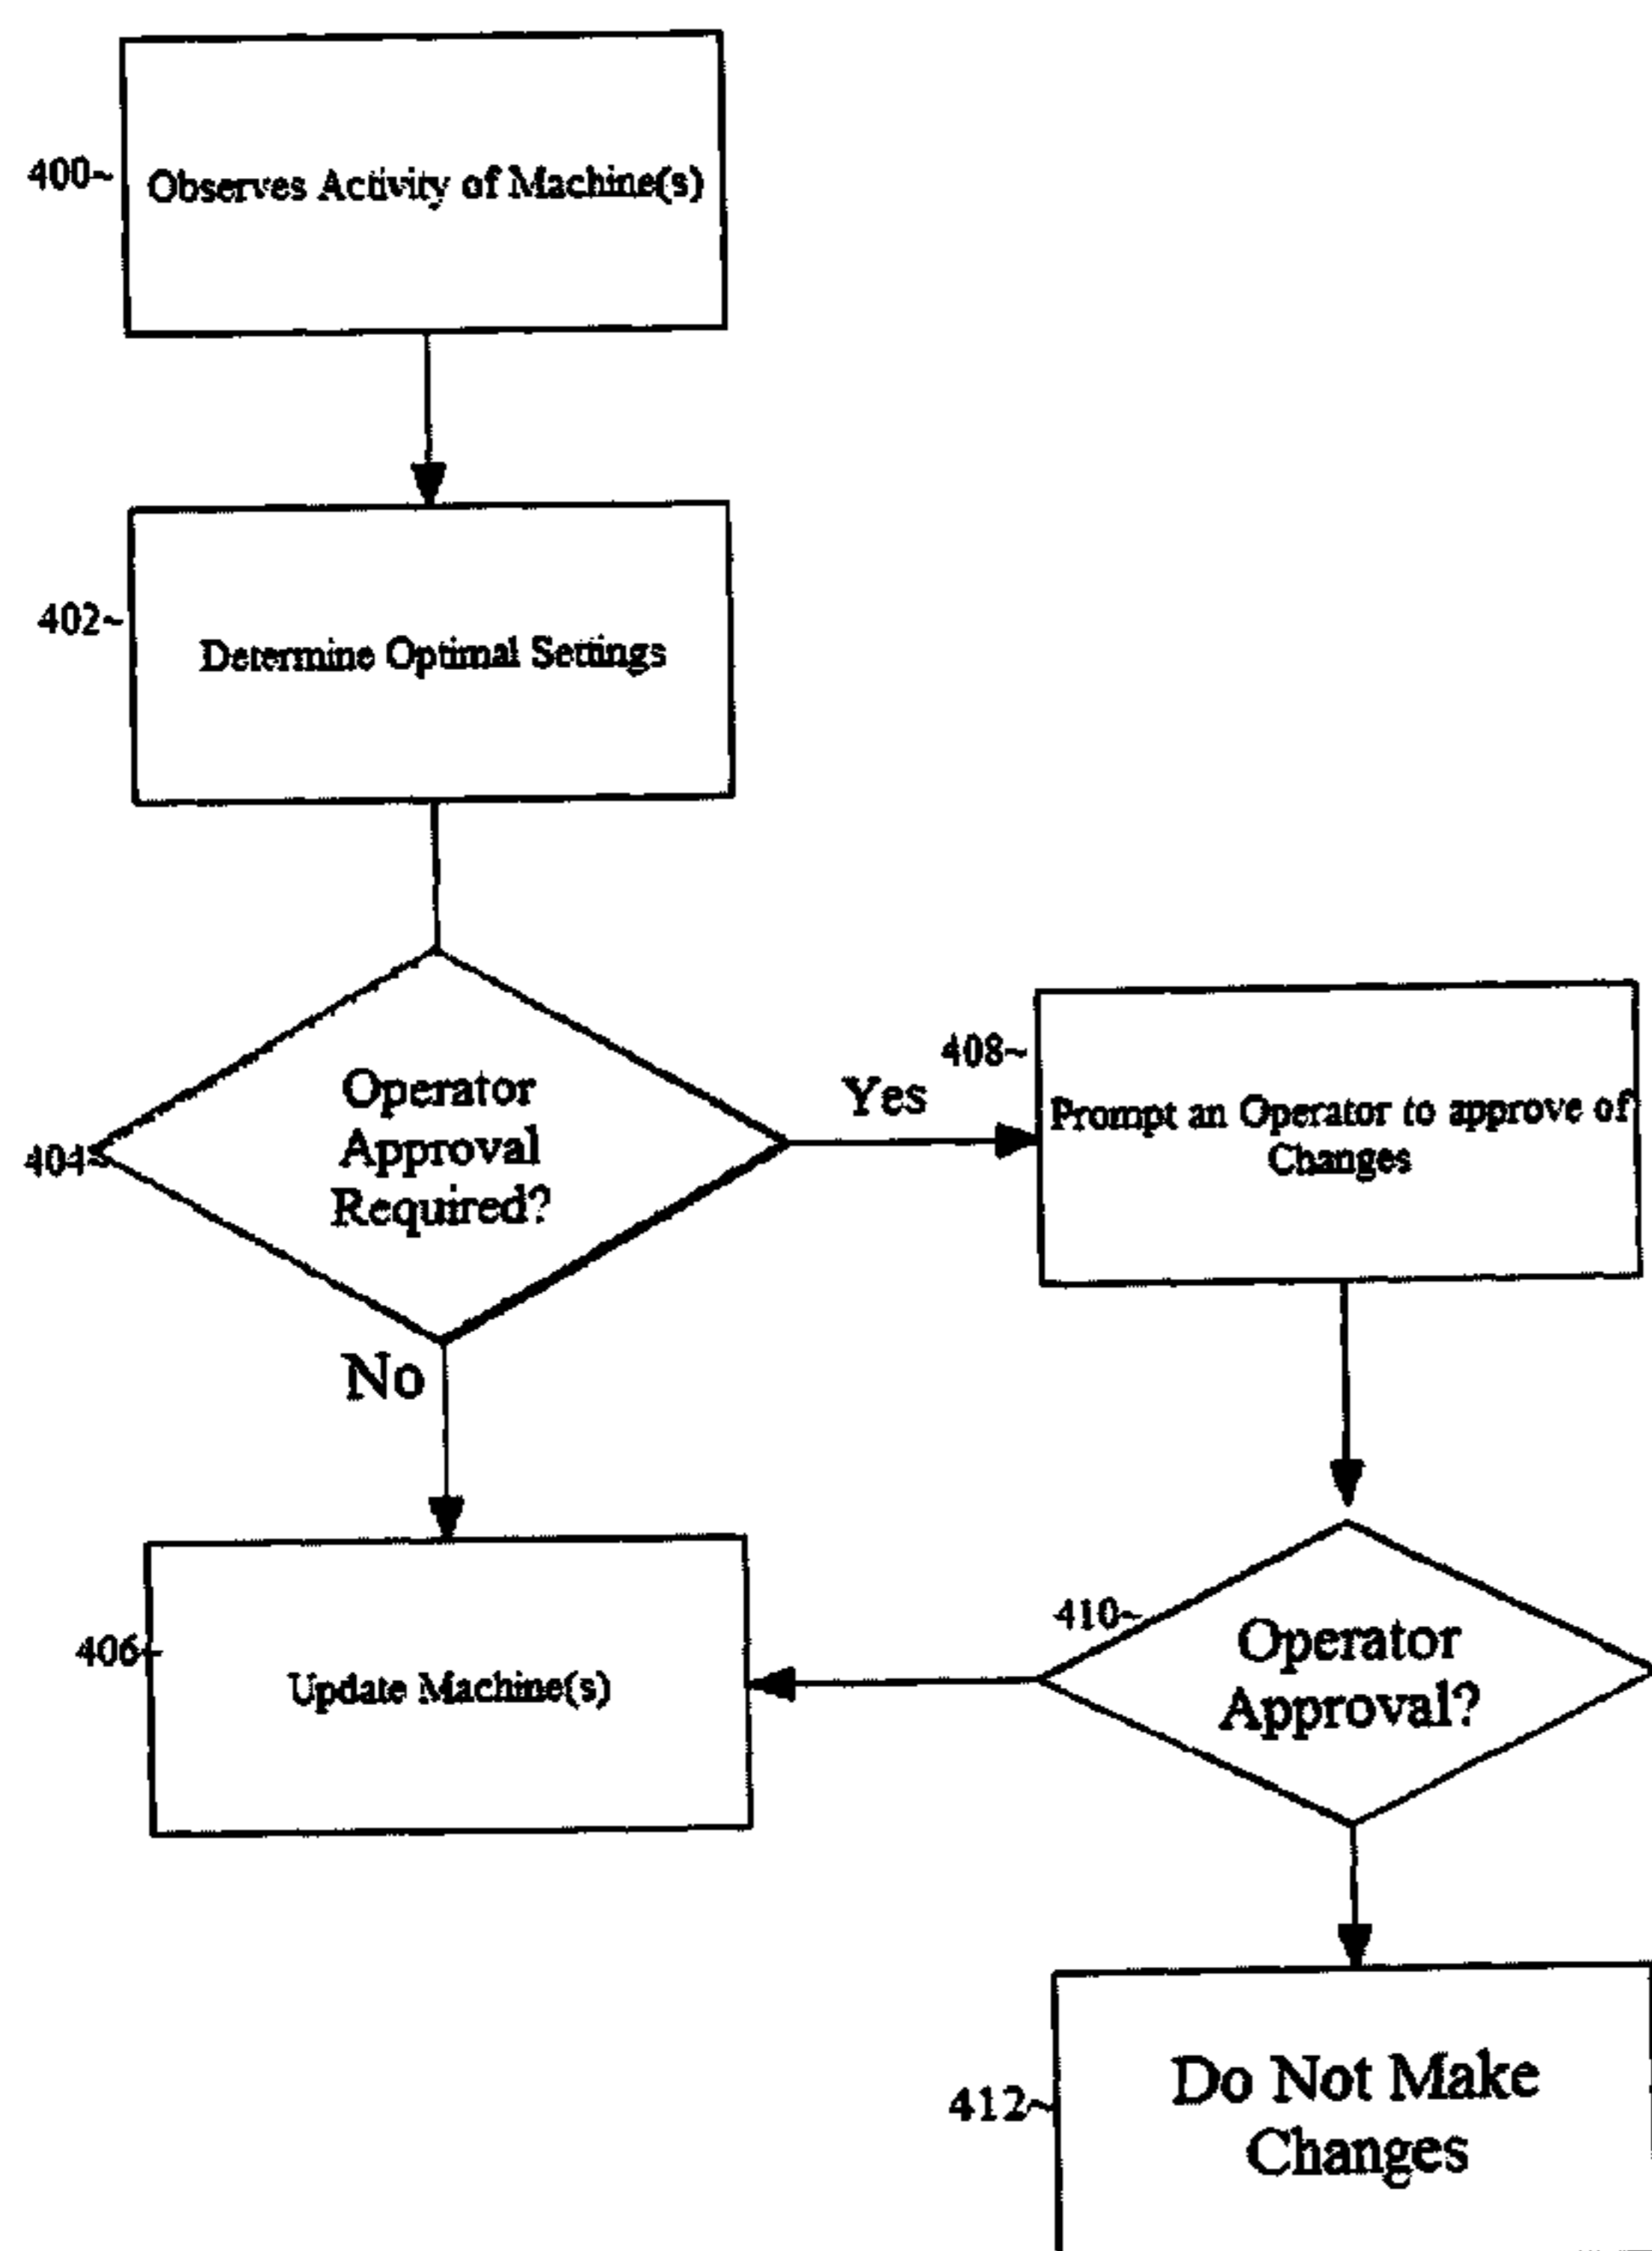 400~
Observes Activity of Machine(s)
402~
Determine Optimal Settings
404~
Operator
Approval
Required?
Yes
No
408~
Prompt an Operator to approve of
Changes
406~
Update Machine(s)
410~
Operator
Approval?
412~
Do Not Make
Changes